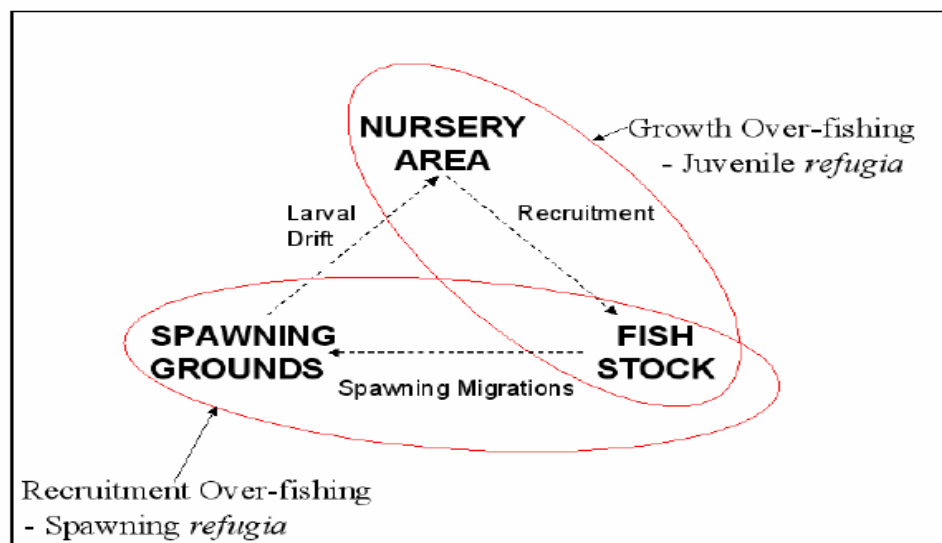 NURSERY
AREA
Growth Over-fishing
- Juvenile refugia
Larval
Drift
Recruitment
SPAWNING
GROUNDS
FISH
STOCK
Spawning Migrations
Recruitment Over-fishing
- Spawning refugia